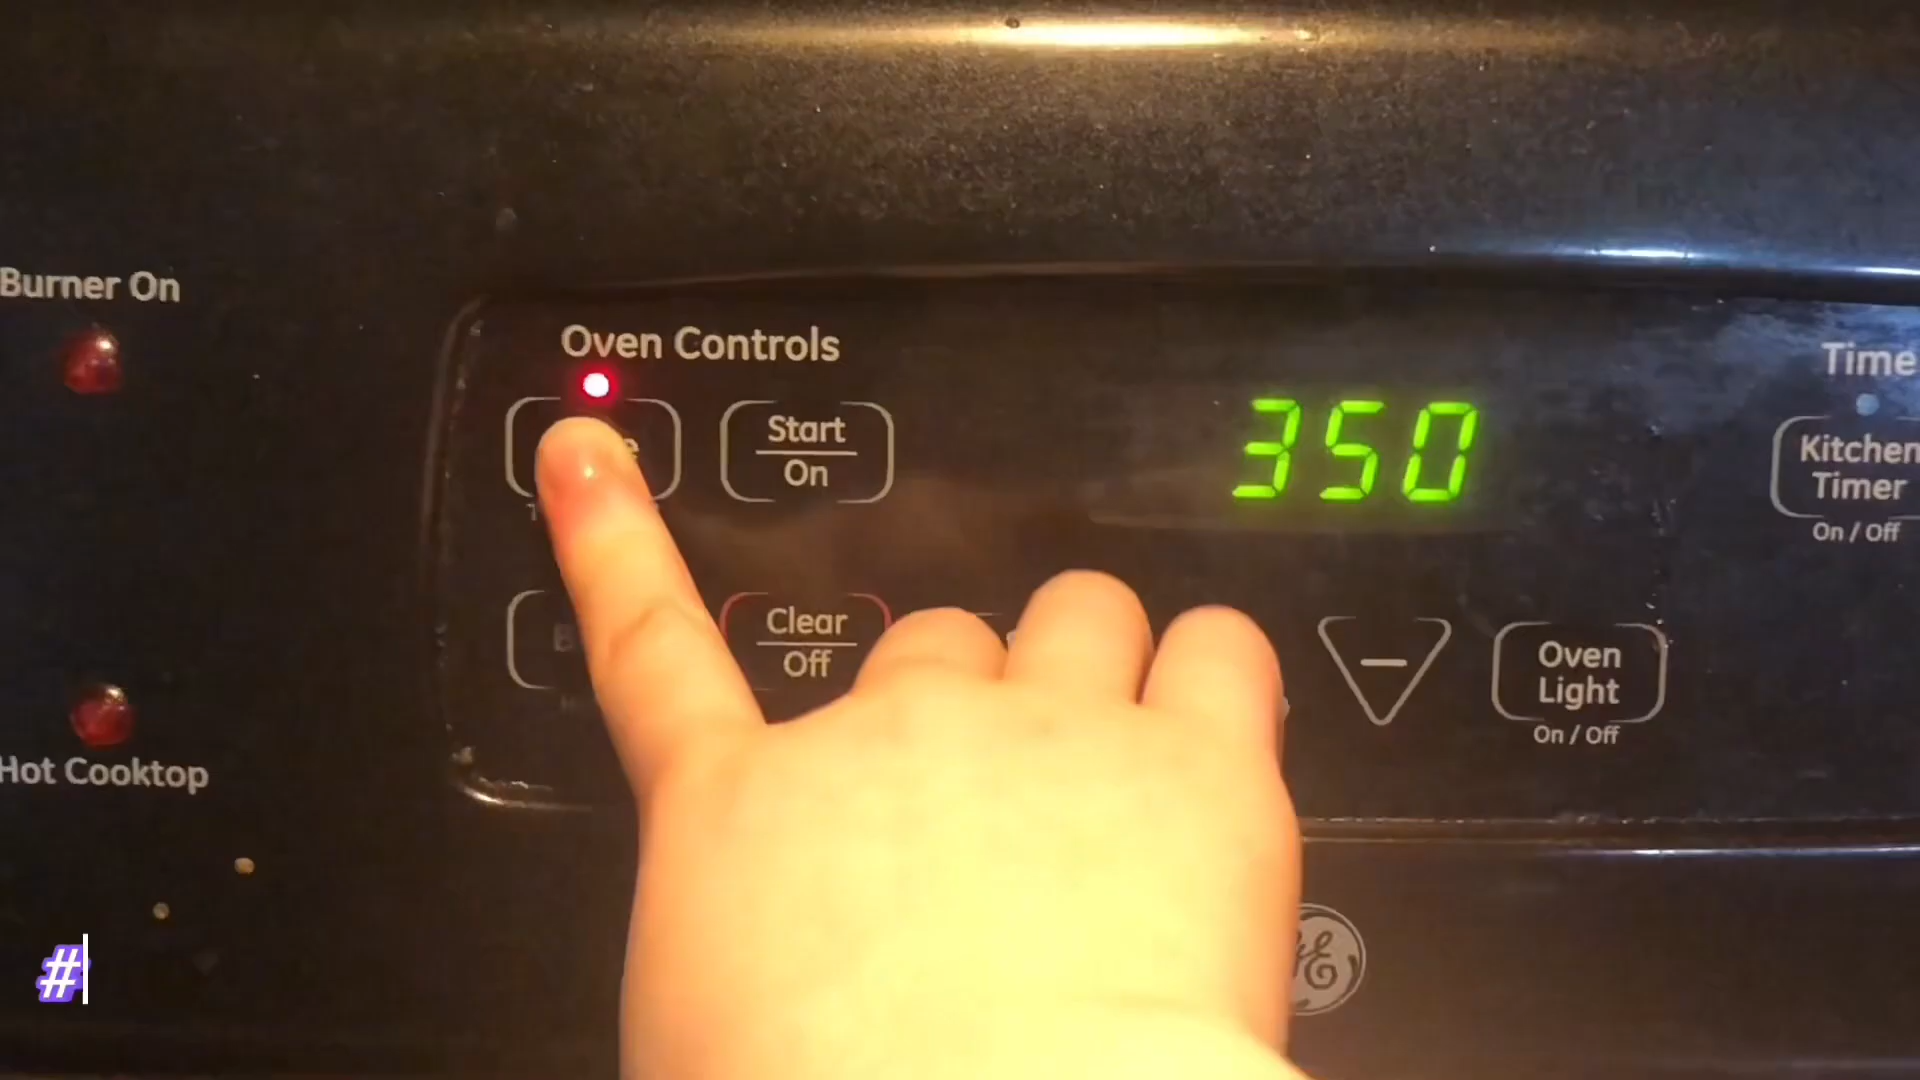 Burner On
Oven Controls
Start
On
350
Time
Kitchen
Timer
On / Off
Clear
Off
Oven
Light
On / Off
Hot Cooktop
GE
#